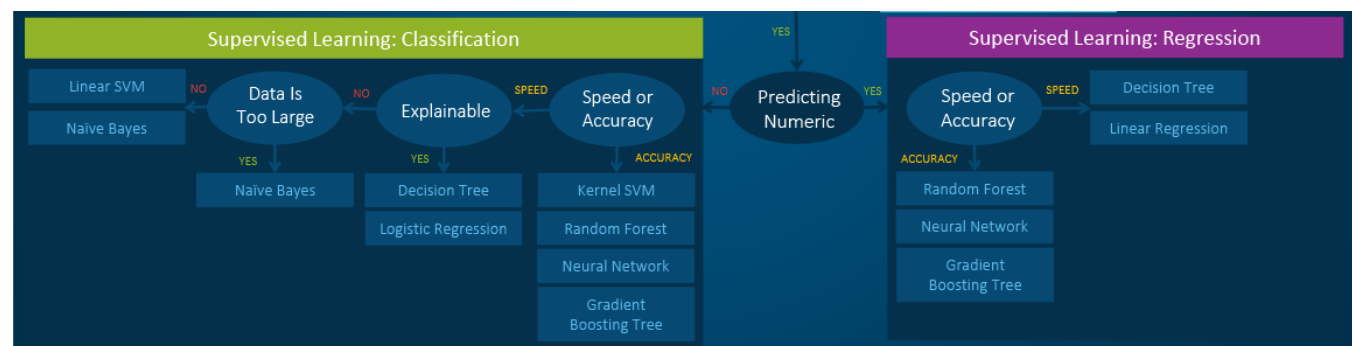 Supervised Learning: Classification
YES
Supervised Learning: Regression
Linear SVM
NO
Data Is
Too Large
NO
Explainable
SPEED
Speed or
Accuracy
NO
Predicting
Numeric
YES
Speed or
Accuracy
SPEED
Decision Tree
Naïve Bayes
Linear Regression
YES
YES
ACCURACY
ACCURACY
Naïve Bayes
Decision Tree
Kernel SVM
Random Forest
Logistic Regression
Random Forest
Neural Network
Neural Network
Gradient
Boosting Tree
Gradient
Boosting Tree